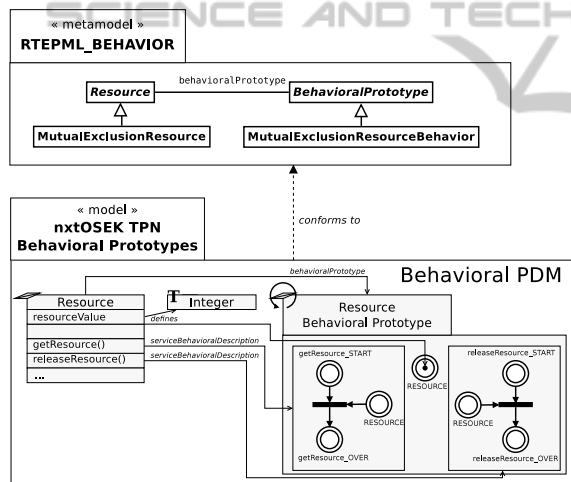 SCIENCE AND TECH
« metamodel »
RTEPML_BEHAVIOR
behavioralPrototype
Resource
BehavioralPrototype
MutualExclusionResource
MutualExclusionResourceBehavior
« model »
nxtOSEK TPN
Behavioral Prototypes
conforms to
behavioralPrototype
Behavioral PDM
Resource
T
Integer
Resource
Behavioral Prototype
resourceValue
defines
getResource()
serviceBehavioralDescription
releaseResource()
serviceBehavioralDescription
...
getResource_START
RESOURCE
releaseResource_START
RESOURCE
RESOURCE
getResource_OVER
releaseResource_OVER